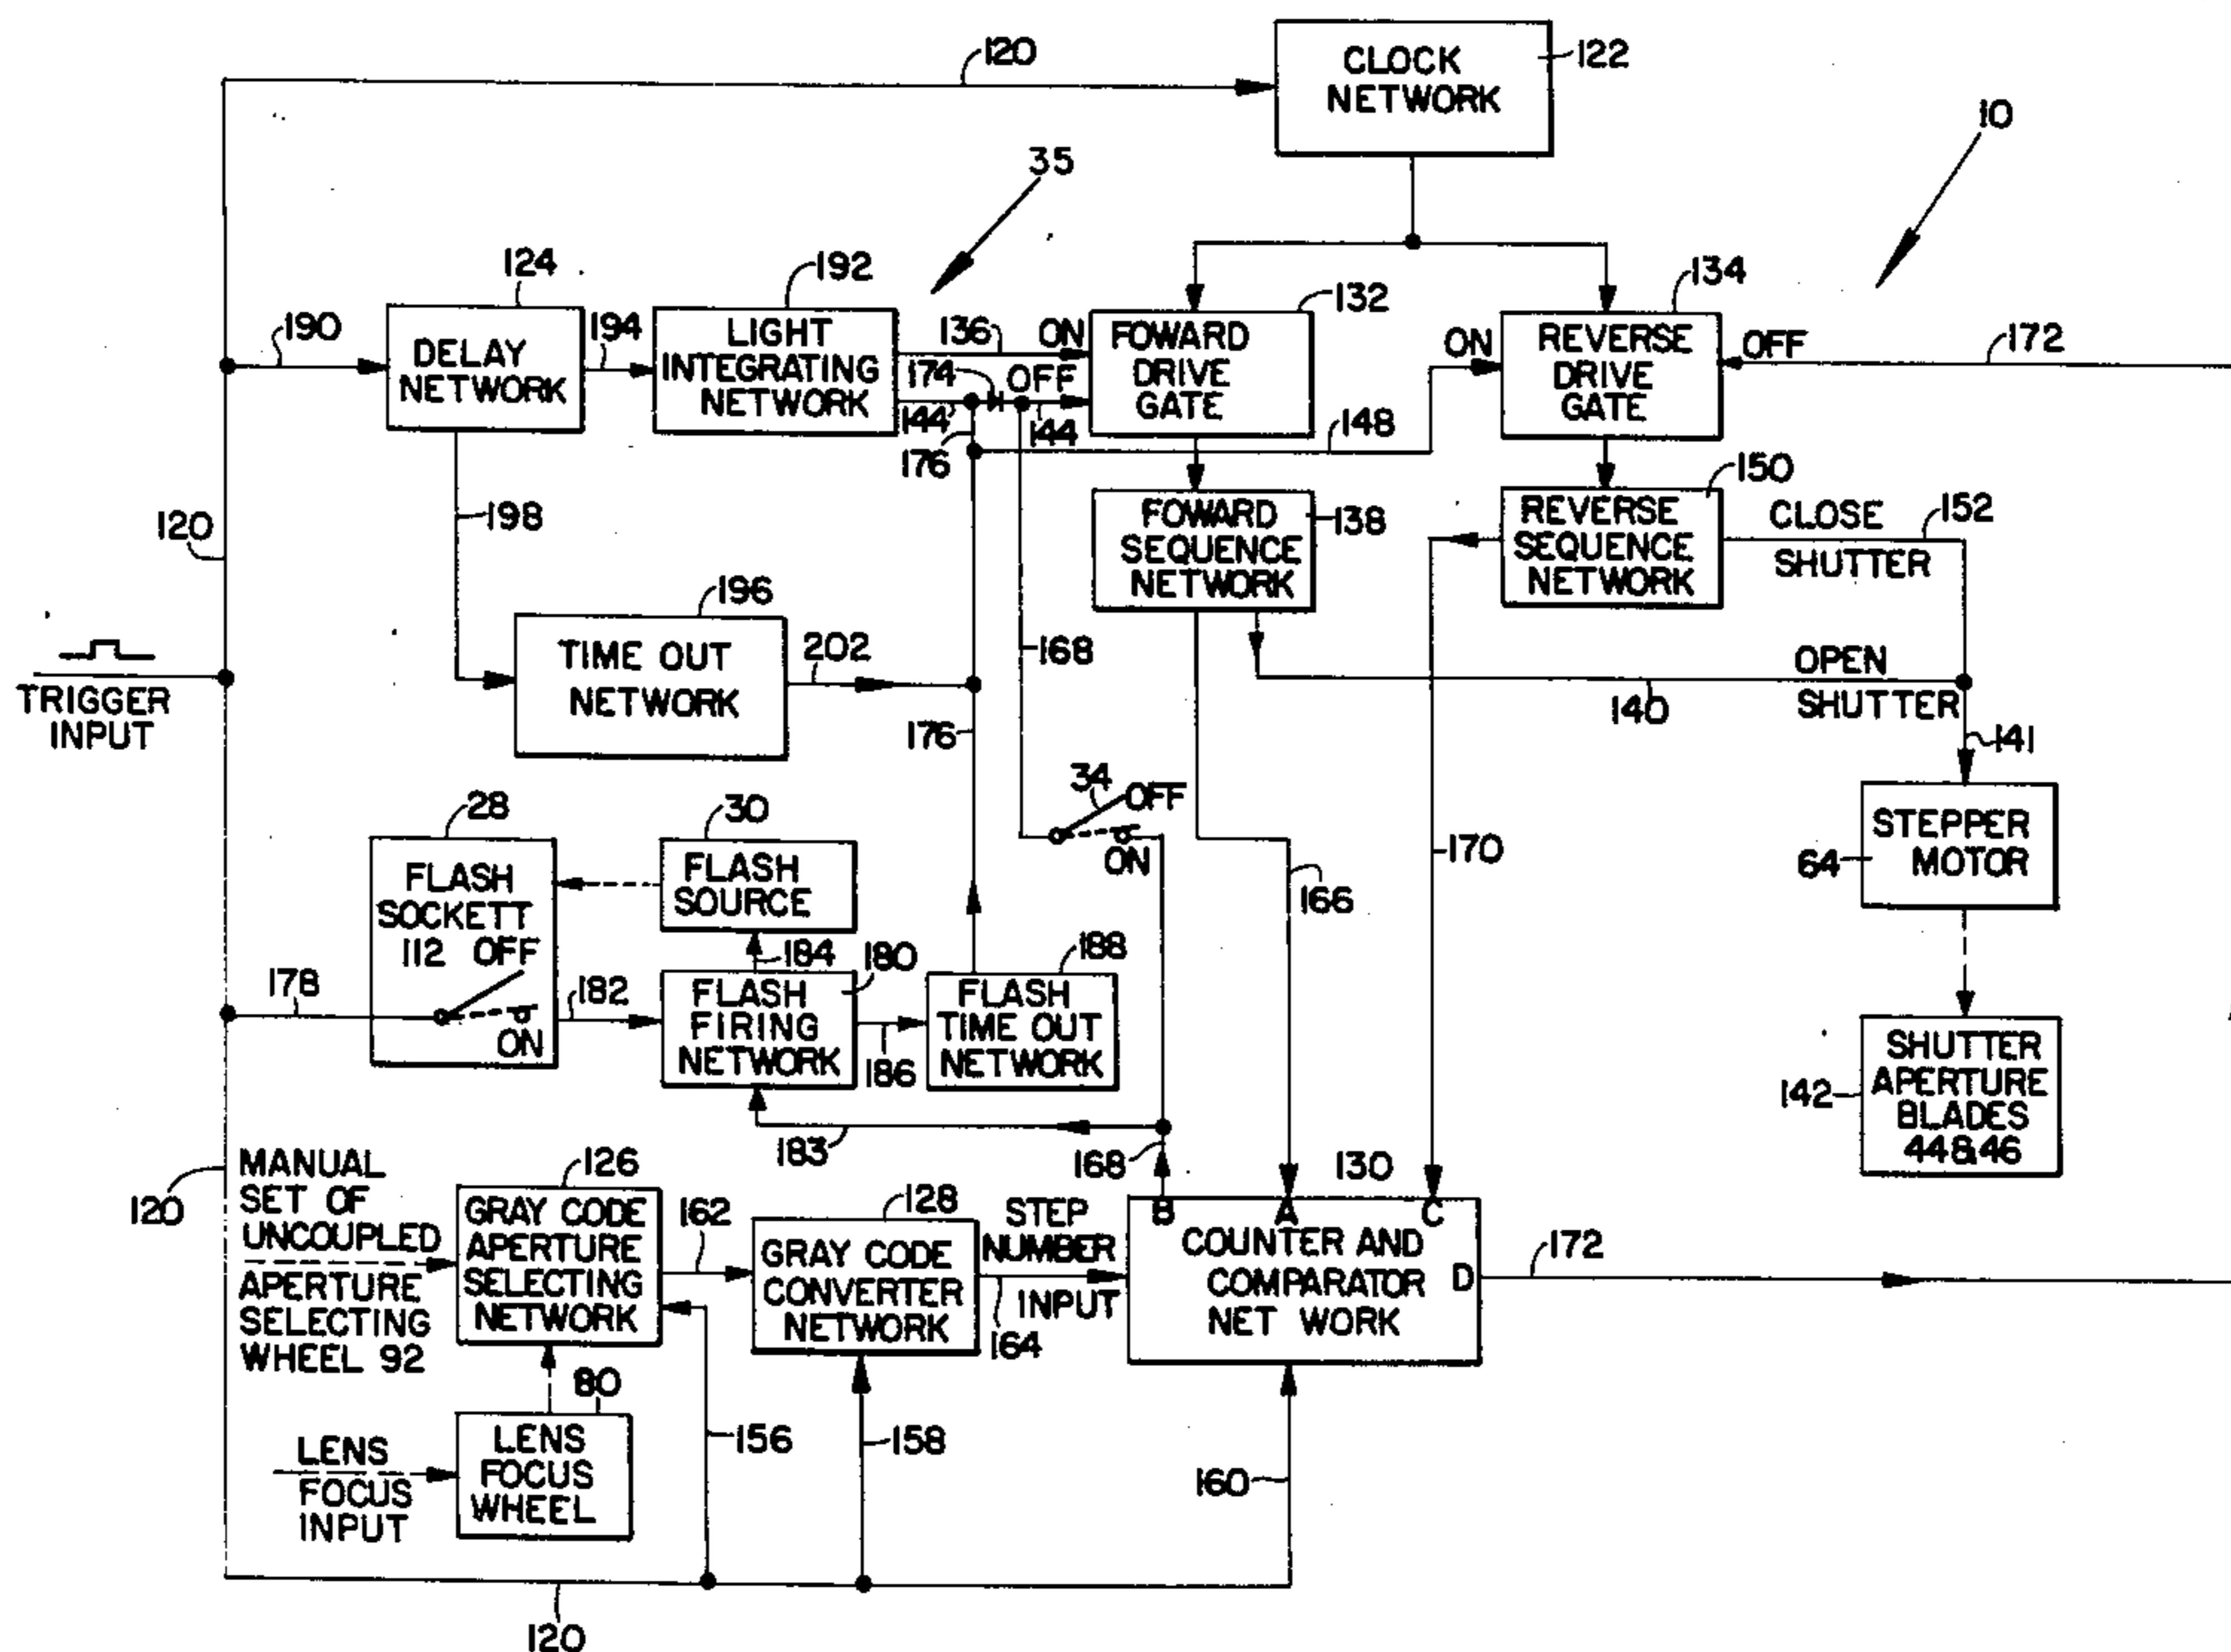 120
CLOCK
NETWORK
122
10
35
124
192
132
134
190
DELAY
NETWORK
194
LIGHT
INTEGRATING
NETWORK
136
ON
174
OFF
144
144
176
FOWARD
DRIVE
GATE
ON
REVERSE
DRIVE
GATE
OFF
172
148
198
120
FOWARD
SEQUENCE
NETWORK
138
150
REVERSE
SEQUENCE
NETWORK
CLOSE
SHUTTER
152
196
TIME OUT
NETWORK
202
168
176
TRIGGER
INPUT
OPEN
SHUTTER
140
141
34
OFF
ON
28
FLASH
SOCKETT
112 OFF
ON
30
FLASH
SOURCE
166
170
STEPPER
MOTOR
64
178
182
184
180
FLASH
FIRING
NETWORK
186
188
FLASH
TIME OUT
NETWORK
SHUTTER
APERTURE
BLADES
44&46
142
183
168
120
MANUAL
SET OF
UNCOUPLED
APERTURE
SELECTING
WHEEL 92
126
GRAY CODE
APERTURE
SELECTING
NETWORK
162
128
GRAY CODE
CONVERTER
NETWORK
STEP
NUMBER
INPUT
164
130
B A C
COUNTER AND
COMPARATOR
NET WORK
D
172
80
LENS
FOCUS
WHEEL
LENS
FOCUS
INPUT
156
158
160
120